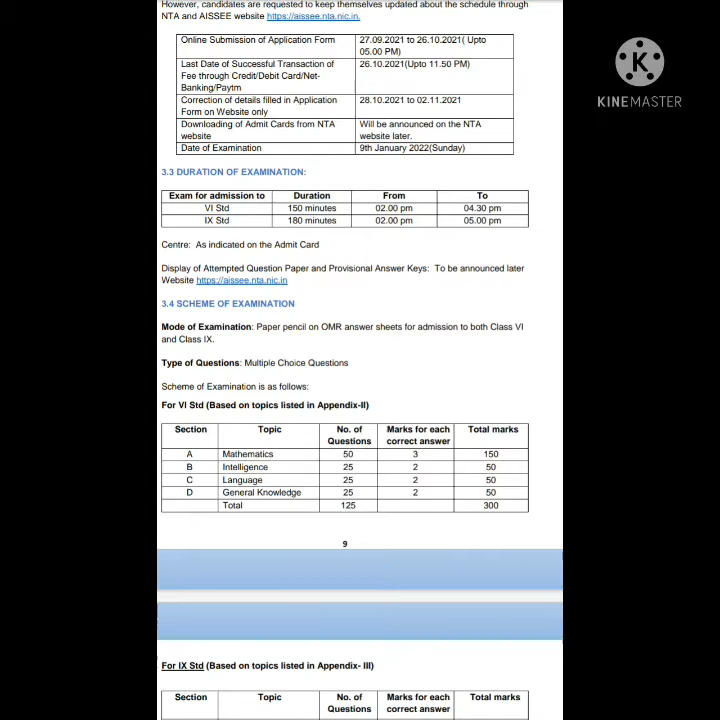 However, candidates are requested to keep themselves updated about the schedule through
NTA and AISSEE website https://aissee.nta.nic.in.
Online Submission of Application Form 27.09.2021 to 26.10.2021( Upto
05.00 PM)
Last Date of Successful Transaction of 26.10.2021(Upto 11.50 PM)
Fee through Credit/Debit Card/Net-
Banking/Paytm
Correction of details filled in Application 28.10.2021 to 02.11.2021
Form on Website only
Downloading of Admit Cards from NTA Will be announced on the NTA
website website later.
Date of Examination 9th January 2022(Sunday)
3.3 DURATION OF EXAMINATION:
Exam for admission to Duration From To
VI Std 150 minutes 02.00 pm 04.30 pm
IX Std 180 minutes 02.00 pm 05.00 pm
Centre: As indicated on the Admit Card
Display of Attempted Question Paper and Provisional Answer Keys: To be announced later
Website https://aissee.nta.nic.in
3.4 SCHEME OF EXAMINATION
Mode of Examination: Paper pencil on OMR answer sheets for admission to both Class VI
and Class IX.
Type of Questions: Multiple Choice Questions
Scheme of Examination is as follows:
For VI Std (Based on topics listed in Appendix-II)
Section Topic No. of Marks for each Total marks
Questions correct answer
A Mathematics 50 3 150
B Intelligence 25 2 50
C Language 25 2 50
D General Knowledge 25 2 50
Total 125 300
9
For IX Std (Based on topics listed in Appendix- III)
Section Topic No. of Marks for each Total marks
Questions correct answer
K
KINEMASTER